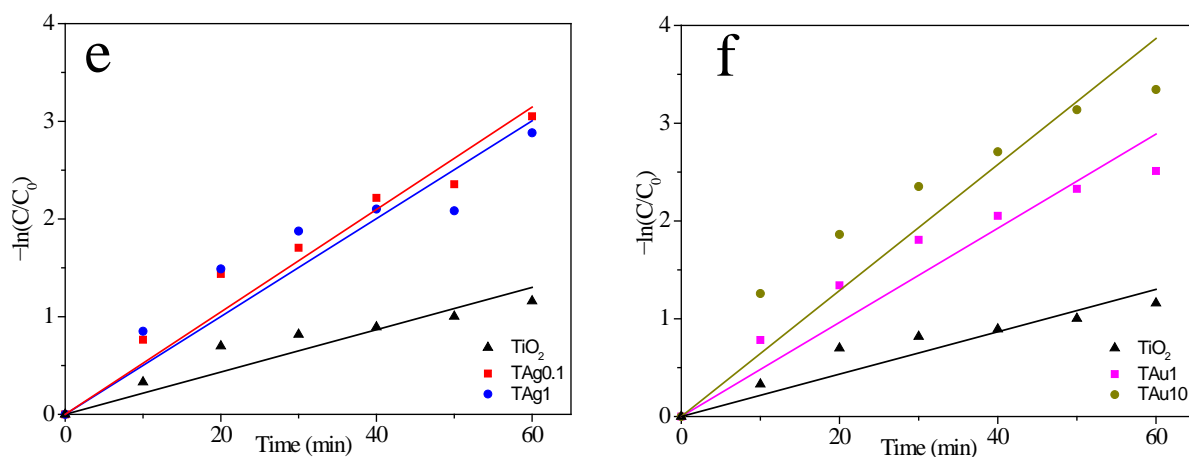 e
4
3
2
1
0
−ln(C/C₀)
0
20
40
60
Time (min)
TiO₂
TAg0.1
TAg1
f
4
3
2
1
0
−ln(C/C₀)
0
20
40
60
Time (min)
TiO₂
TAu1
TAu10